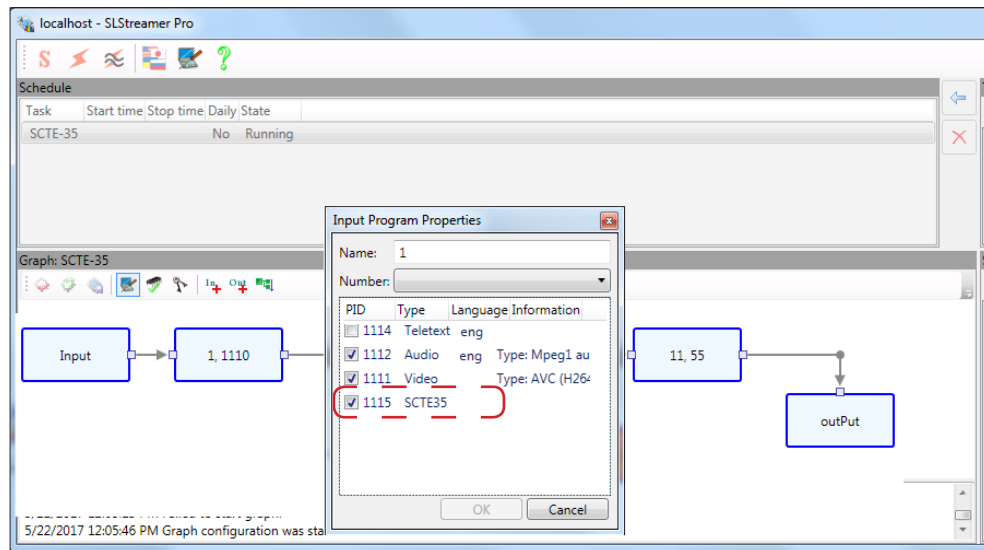 localhost - SLStreamer Pro
Schedule
Task Start time Stop time Daily State
SCTE-35 No Running
Input Program Properties
Name: 1
Number:
PID Type Language Information
1114 Teletext eng
1112 Audio eng Type: Mpeg1 au
1111 Video Type: AVC (H264
1115 SCTE35
OK Cancel
Graph: SCTE-35
In Out
Input
1, 1110
11, 55
outPut
5/22/2017 12:05:46 PM Graph configuration was sta